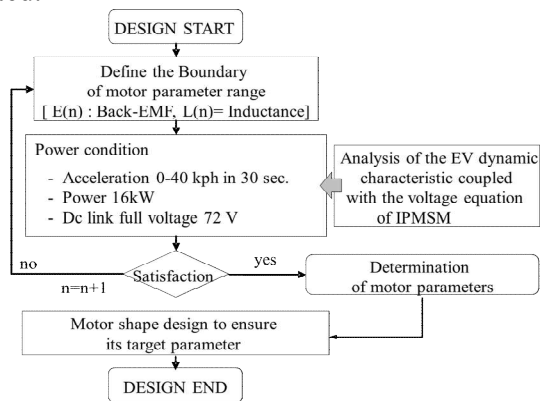 DESIGN START
Define the Boundary
of motor parameter range
[ E(n) : Back-EMF, L(n)= Inductance]
Power condition
- Acceleration 0-40 kph in 30 sec.
- Power 16kW
- Dc link full voltage 72 V
Analysis of the EV dynamic
characteristic coupled
with the voltage equation
of IPMSM
no
n=n+1
Satisfaction
yes
Determination
of motor parameters
Motor shape design to ensure
its target parameter
DESIGN END